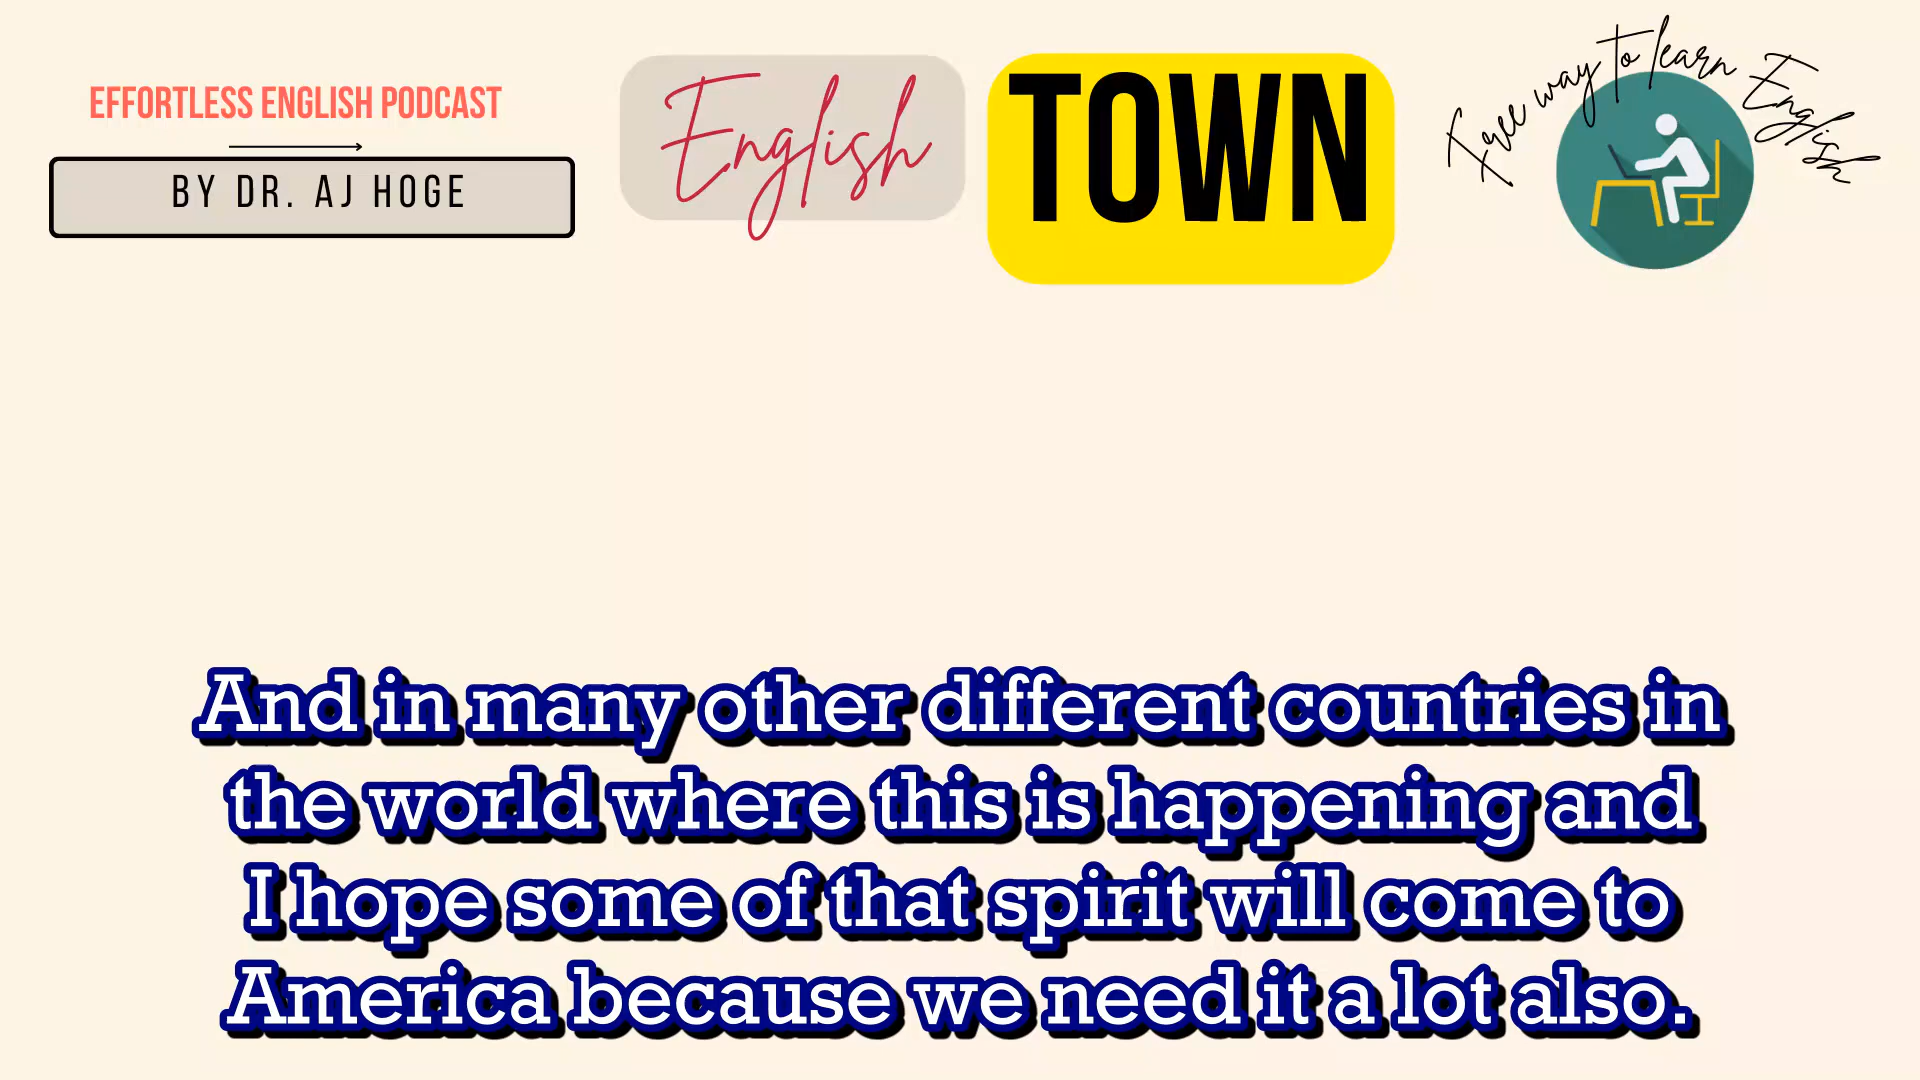 EFFORTLESS ENGLISH PODCAST
BY DR. AJ HOGE
English
TOWN
Free way to learn English
And in many other different countries in
the world where this is happening and
I hope some of that spirit will come to
America because we need it a lot also.